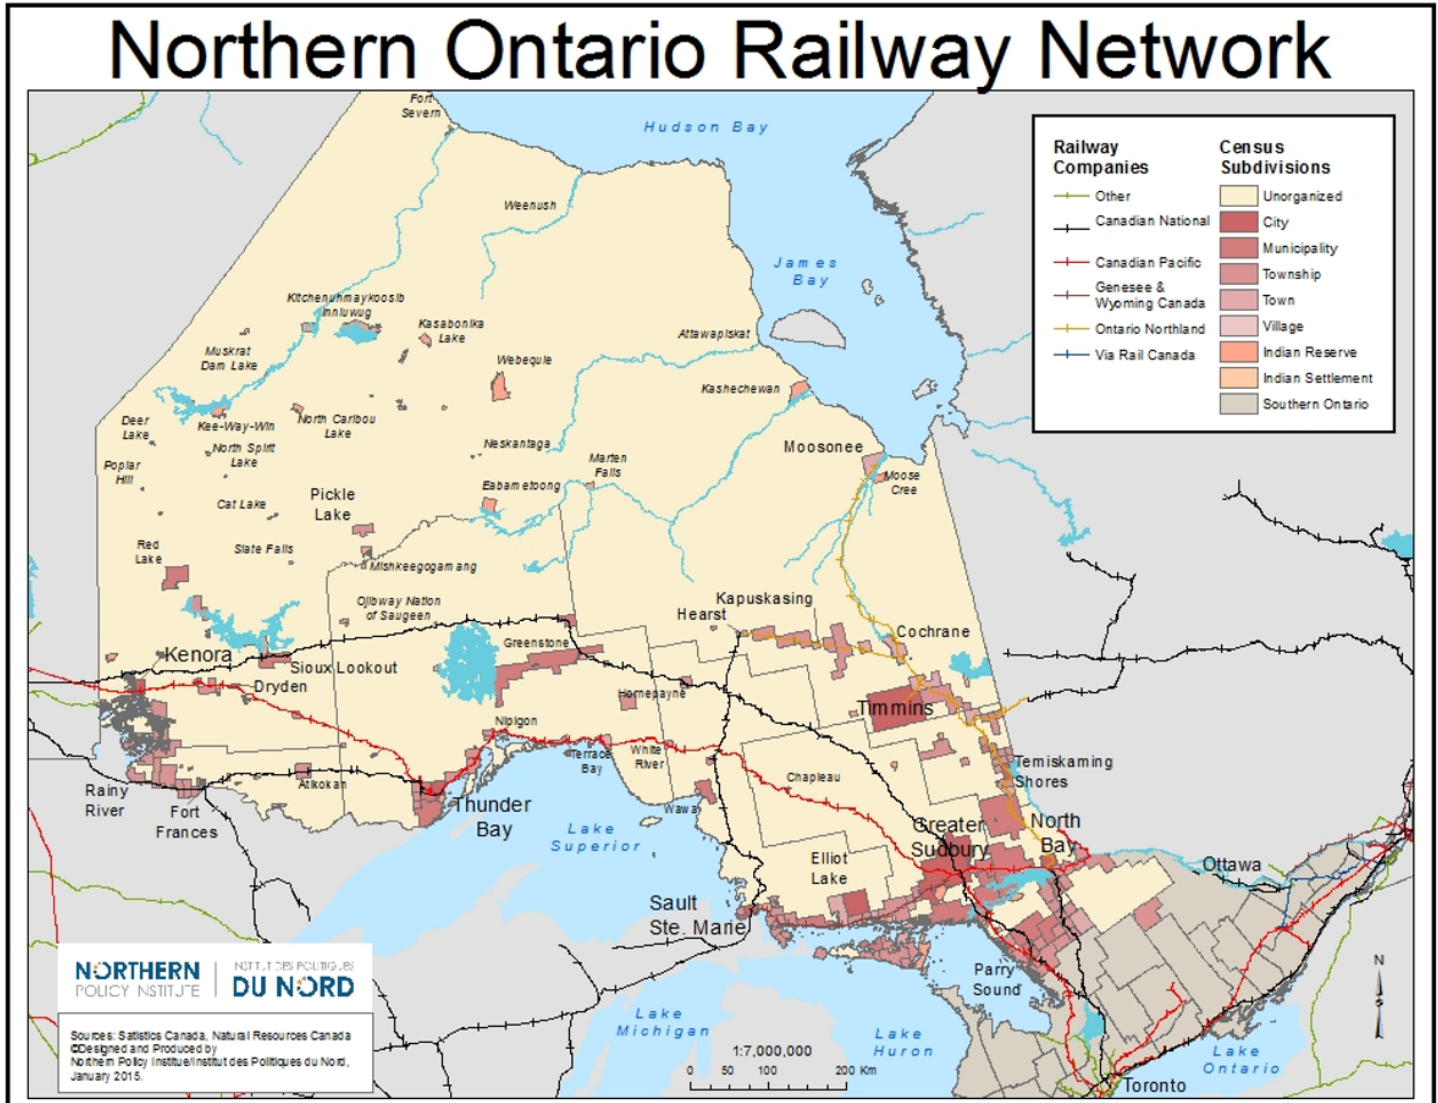 Northern Ontario Railway Network
Fort
Severn
Hudson Bay
Weenush
James
Bay
Kitchenuhmaykoosib
Inniuwug
Kasabonika
Lake
Attawapiskat
Muskrat
Dam Lake
Webequie
Kashechewan
Deer
Lake
Kee-Way-Win
North Caribou
Lake
North Spirit
Lake
Neskantaga
Moosonee
Poplar
Hill
Marten
Falls
Moose
Cree
Cat Lake
Pickle
Lake
Eabametoong
Red
Lake
Slate Falls
Mishkeegogamang
Ojibway Nation
of Saugeen
Kapuskasing
Hearst
Cochrane
Greenstone
Kenora
Sioux Lookout
Dryden
Hornepayne
Timmins
Nipigon
Terrace
Bay
White
River
Temiskaming
Shores
Chapleau
Atikokan
Rainy
River
Fort
Frances
Thunder
Bay
Wawa
Lake
Superior
Greater
Sudbury
North
Bay
Elliot
Lake
Ottawa
Sault
Ste. Marie
Parry
Sound
Lake
Michigan
Lake
Huron
Lake
Ontario
Toronto
Railway
Companies
Other
Canadian National
Canadian Pacific
Genesee &
Wyoming Canada
Ontario Northland
Via Rail Canada
Census
Subdivisions
Unorganized
City
Municipality
Township
Town
Village
Indian Reserve
Indian Settlement
Southern Ontario
NORTHERN
POLICY INSTITUTE
INSTITUT DES POLITIQUES
DU NORD
Sources: Satistics Canada, Natural Resources Canada
©Designed and Produced by
Northern Policy Institue/Institut des Politiques du Nord,
January 2015.
1:7,000,000
0 50 100 200 Km
N